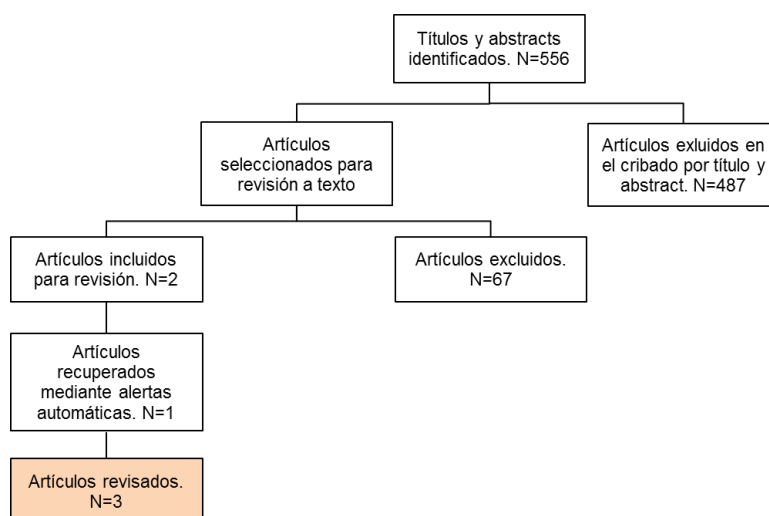 Títulos y abstracts
identificados. N=556
Artículos
seleccionados para
revisión a texto
Artículos exluidos en
el cribado por título y
abstract. N=487
Artículos incluidos
para revisión. N=2
Artículos excluidos.
N=67
Artículos
recuperados
mediante alertas
automáticas. N=1
Artículos revisados.
N=3